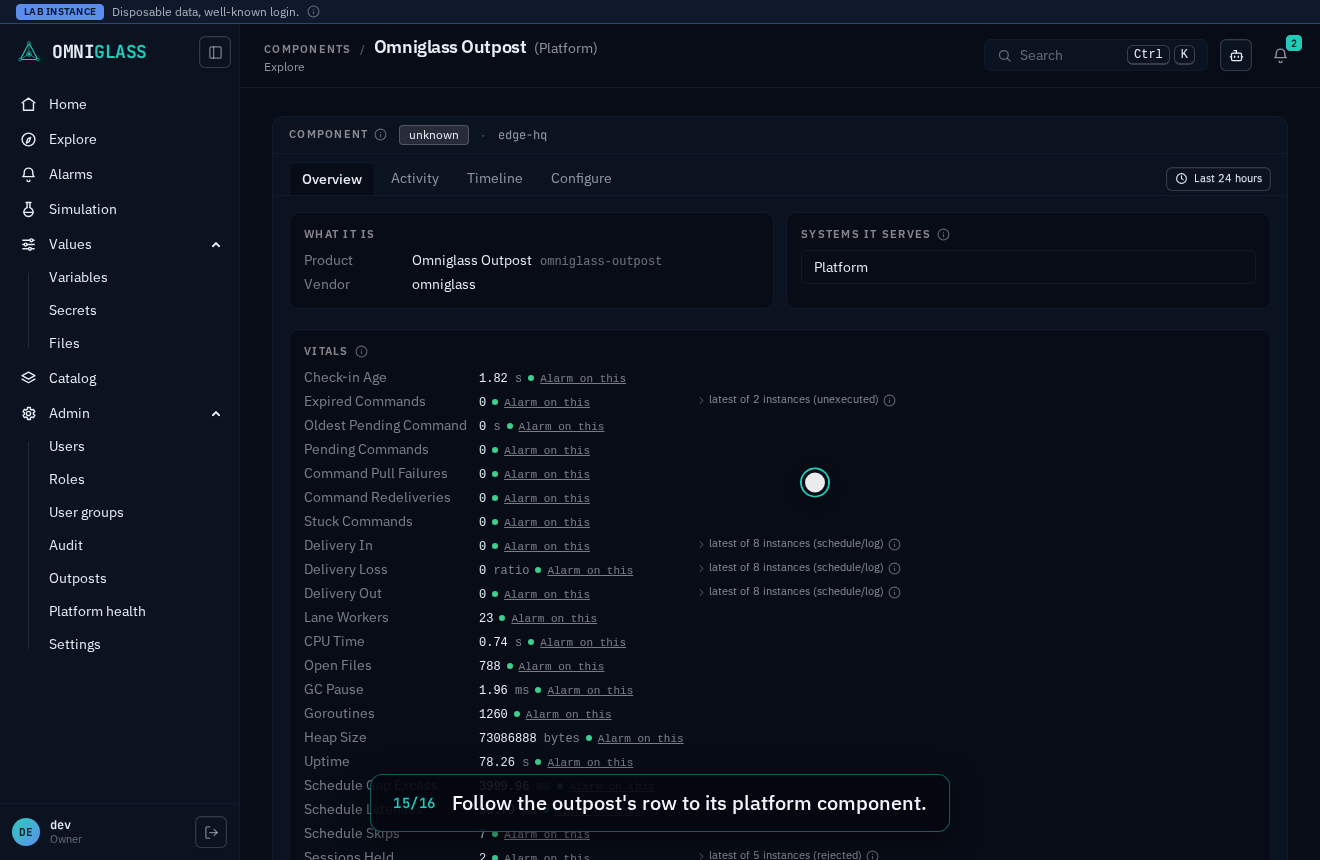 LAB INSTANCE Disposable data, well-known login.
OMNIGLASS
COMPONENTS / Omniglass Outpost (Platform)
Explore
Search Ctrl K
2
Home
Explore
Alarms
Simulation
Values
Variables
Secrets
Files
Catalog
Admin
Users
Roles
User groups
Audit
Outposts
Platform health
Settings
DE dev
Owner
COMPONENT unknown · edge-hq
Overview Activity Timeline Configure Last 24 hours
WHAT IT IS
Product Omniglass Outpost omniglass-outpost
Vendor omniglass
SYSTEMS IT SERVES
Platform
VITALS
Check-in Age 1.82 s Alarm on this
Expired Commands 0 Alarm on this latest of 2 instances (unexecuted)
Oldest Pending Command 0 s Alarm on this
Pending Commands 0 Alarm on this
Command Pull Failures 0 Alarm on this
Command Redeliveries 0 Alarm on this
Stuck Commands 0 Alarm on this
Delivery In 0 Alarm on this latest of 8 instances (schedule/log)
Delivery Loss 0 ratio Alarm on this latest of 8 instances (schedule/log)
Delivery Out 0 Alarm on this latest of 8 instances (schedule/log)
Lane Workers 23 Alarm on this
CPU Time 0.74 s Alarm on this
Open Files 788 Alarm on this
GC Pause 1.96 ms Alarm on this
Goroutines 1260 Alarm on this
Heap Size 73086888 bytes Alarm on this
Uptime 78.26 s Alarm on this
Schedule Gap Excess 3999.96 ms Alarm on this
Schedule
15/16 Follow the outpost's row to its platform component.
Schedule Skips 7 Alarm on this
Sessions Held 2 Alarm on this latest of 5 instances (rejected)